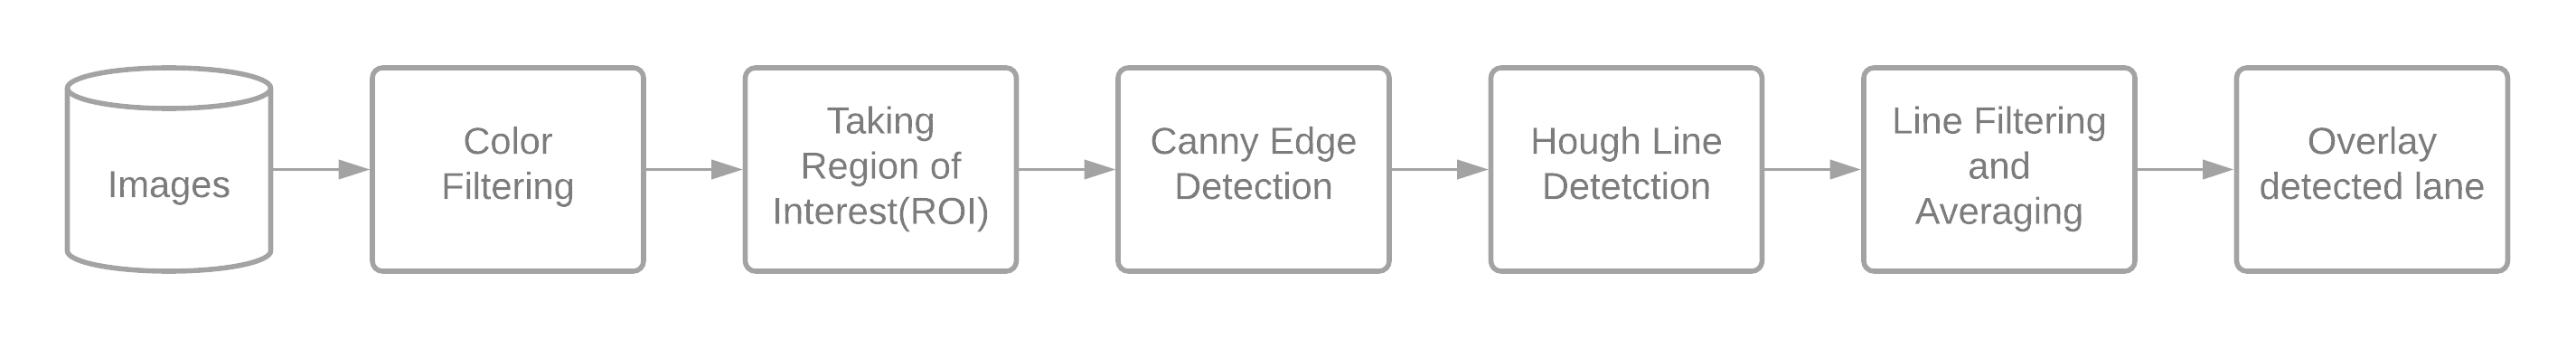 Images
Color
Filtering
Taking
Region of
Interest(ROI)
Canny Edge
Detection
Hough Line
Detetction
Line Filtering
and
Averaging
Overlay
detected lane